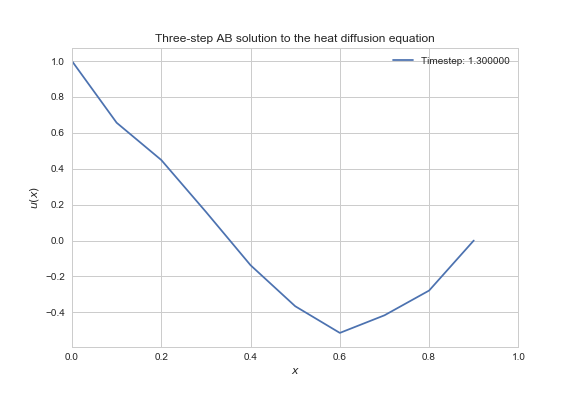 Three-step AB solution to the heat diffusion equation
Timestep: 1.300000
1.0
0.8
0.6
0.4
0.2
0.0
−0.2
−0.4
u(x)
0.0 0.2 0.4 0.6 0.8 1.0
x